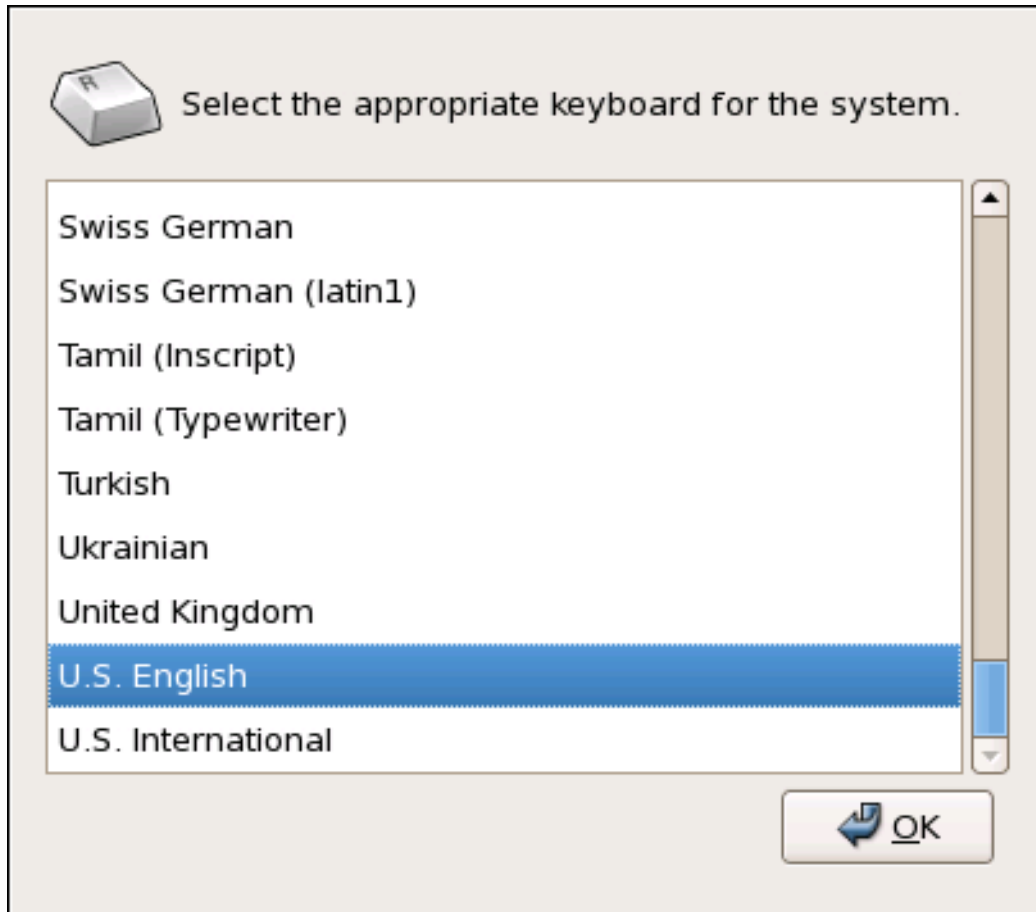 R
Select the appropriate keyboard for the system.
Swiss German
Swiss German (latin1)
Tamil (Inscript)
Tamil (Typewriter)
Turkish
Ukrainian
United Kingdom
U.S. English
U.S. International
OK